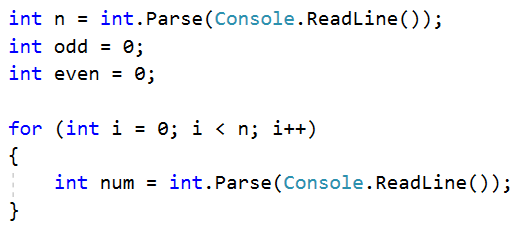 int n = int.Parse(Console.ReadLine());
int odd = 0;
int even = 0;
for (int i = 0; i < n; i++)
{
int num = int.Parse(Console.ReadLine());
}